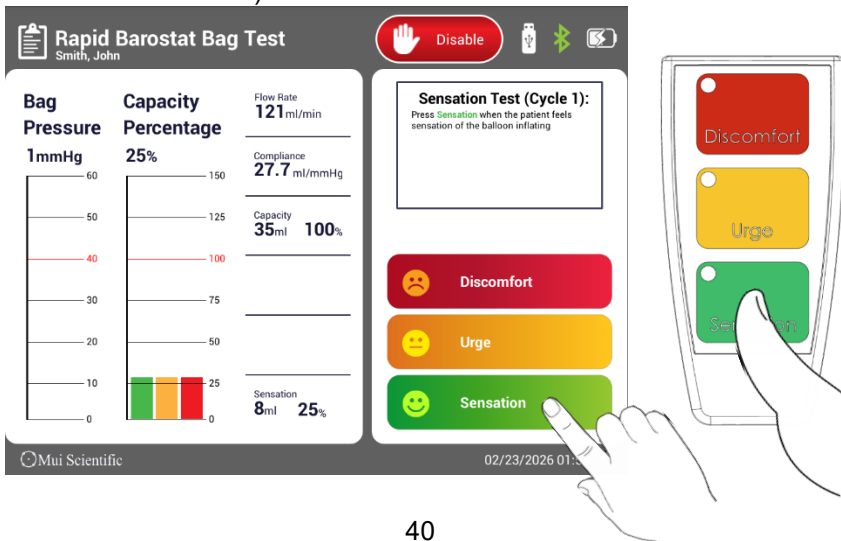 Rapid Barostat Bag Test
Smith, John
Disable
Bag Pressure
1mmHg
60
50
40
30
20
10
0
Capacity Percentage
25%
150
125
100
75
50
25
0
Flow Rate
121ml/min
Compliance
27.7ml/mmHg
Capacity
35ml 100%
Sensation
8ml 25%
Sensation Test (Cycle 1):
Press Sensation when the patient feels
sensation of the balloon inflating
Discomfort
Urge
Sensation
Mui Scientific
02/23/2026 01:
Discomfort
Urge
40